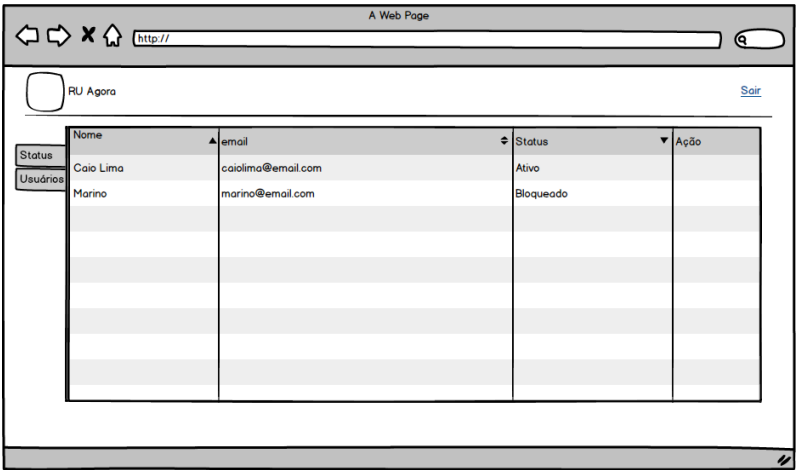 A Web Page
http://
RU Agora
Sair
Status
Usuários
Nome email Status Ação
Caio Lima caiolima@email.com Ativo
Marino marino@email.com Bloqueado